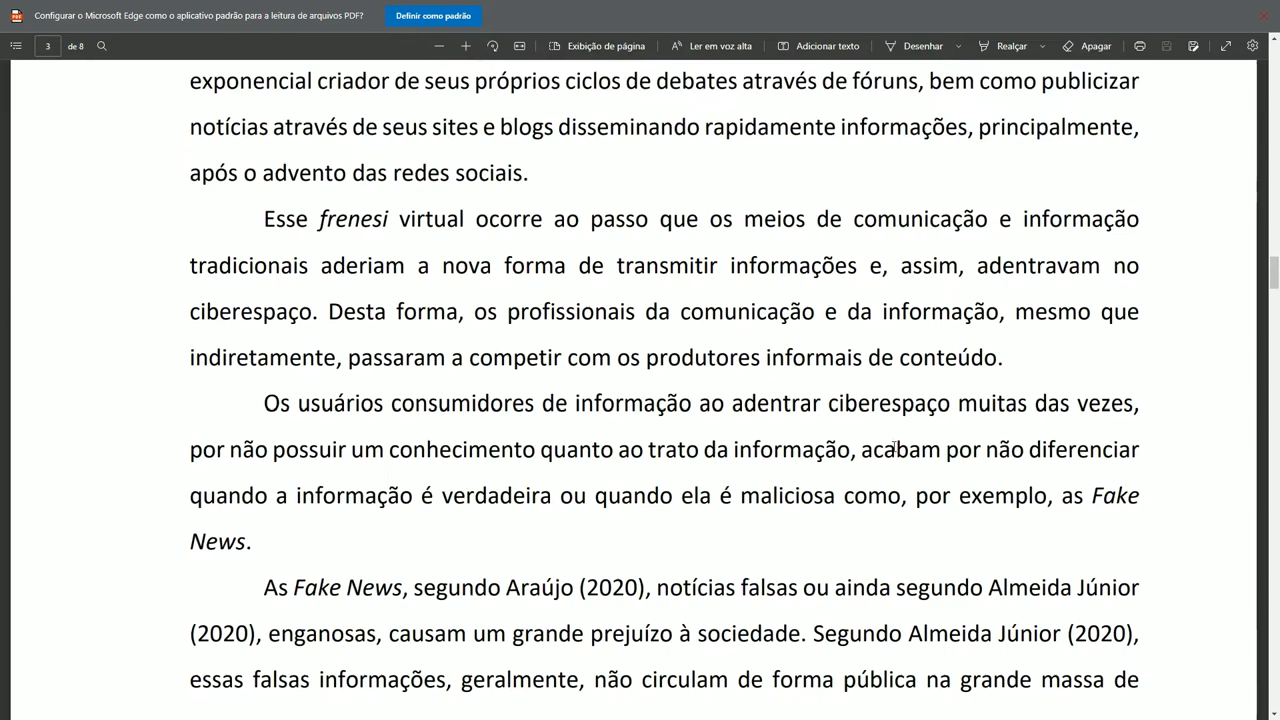 Configurar o Microsoft Edge como o aplicativo padrão para a leitura de arquivos PDF? Definir como padrão
3 de 8 Exibição de página Ler em voz alta Adicionar texto Desenhar Realçar Apagar
exponencial criador de seus próprios ciclos de debates através de fóruns, bem como publicizar
notícias através de seus sites e blogs disseminando rapidamente informações, principalmente,
após o advento das redes sociais.
Esse frenesi virtual ocorre ao passo que os meios de comunicação e informação
tradicionais aderiam a nova forma de transmitir informações e, assim, adentravam no
ciberespaço. Desta forma, os profissionais da comunicação e da informação, mesmo que
indiretamente, passaram a competir com os produtores informais de conteúdo.
Os usuários consumidores de informação ao adentrar ciberespaço muitas das vezes,
por não possuir um conhecimento quanto ao trato da informação, acabam por não diferenciar
quando a informação é verdadeira ou quando ela é maliciosa como, por exemplo, as Fake
News.
As Fake News, segundo Araújo (2020), notícias falsas ou ainda segundo Almeida Júnior
(2020), enganosas, causam um grande prejuízo à sociedade. Segundo Almeida Júnior (2020),
essas falsas informações, geralmente, não circulam de forma pública na grande massa de